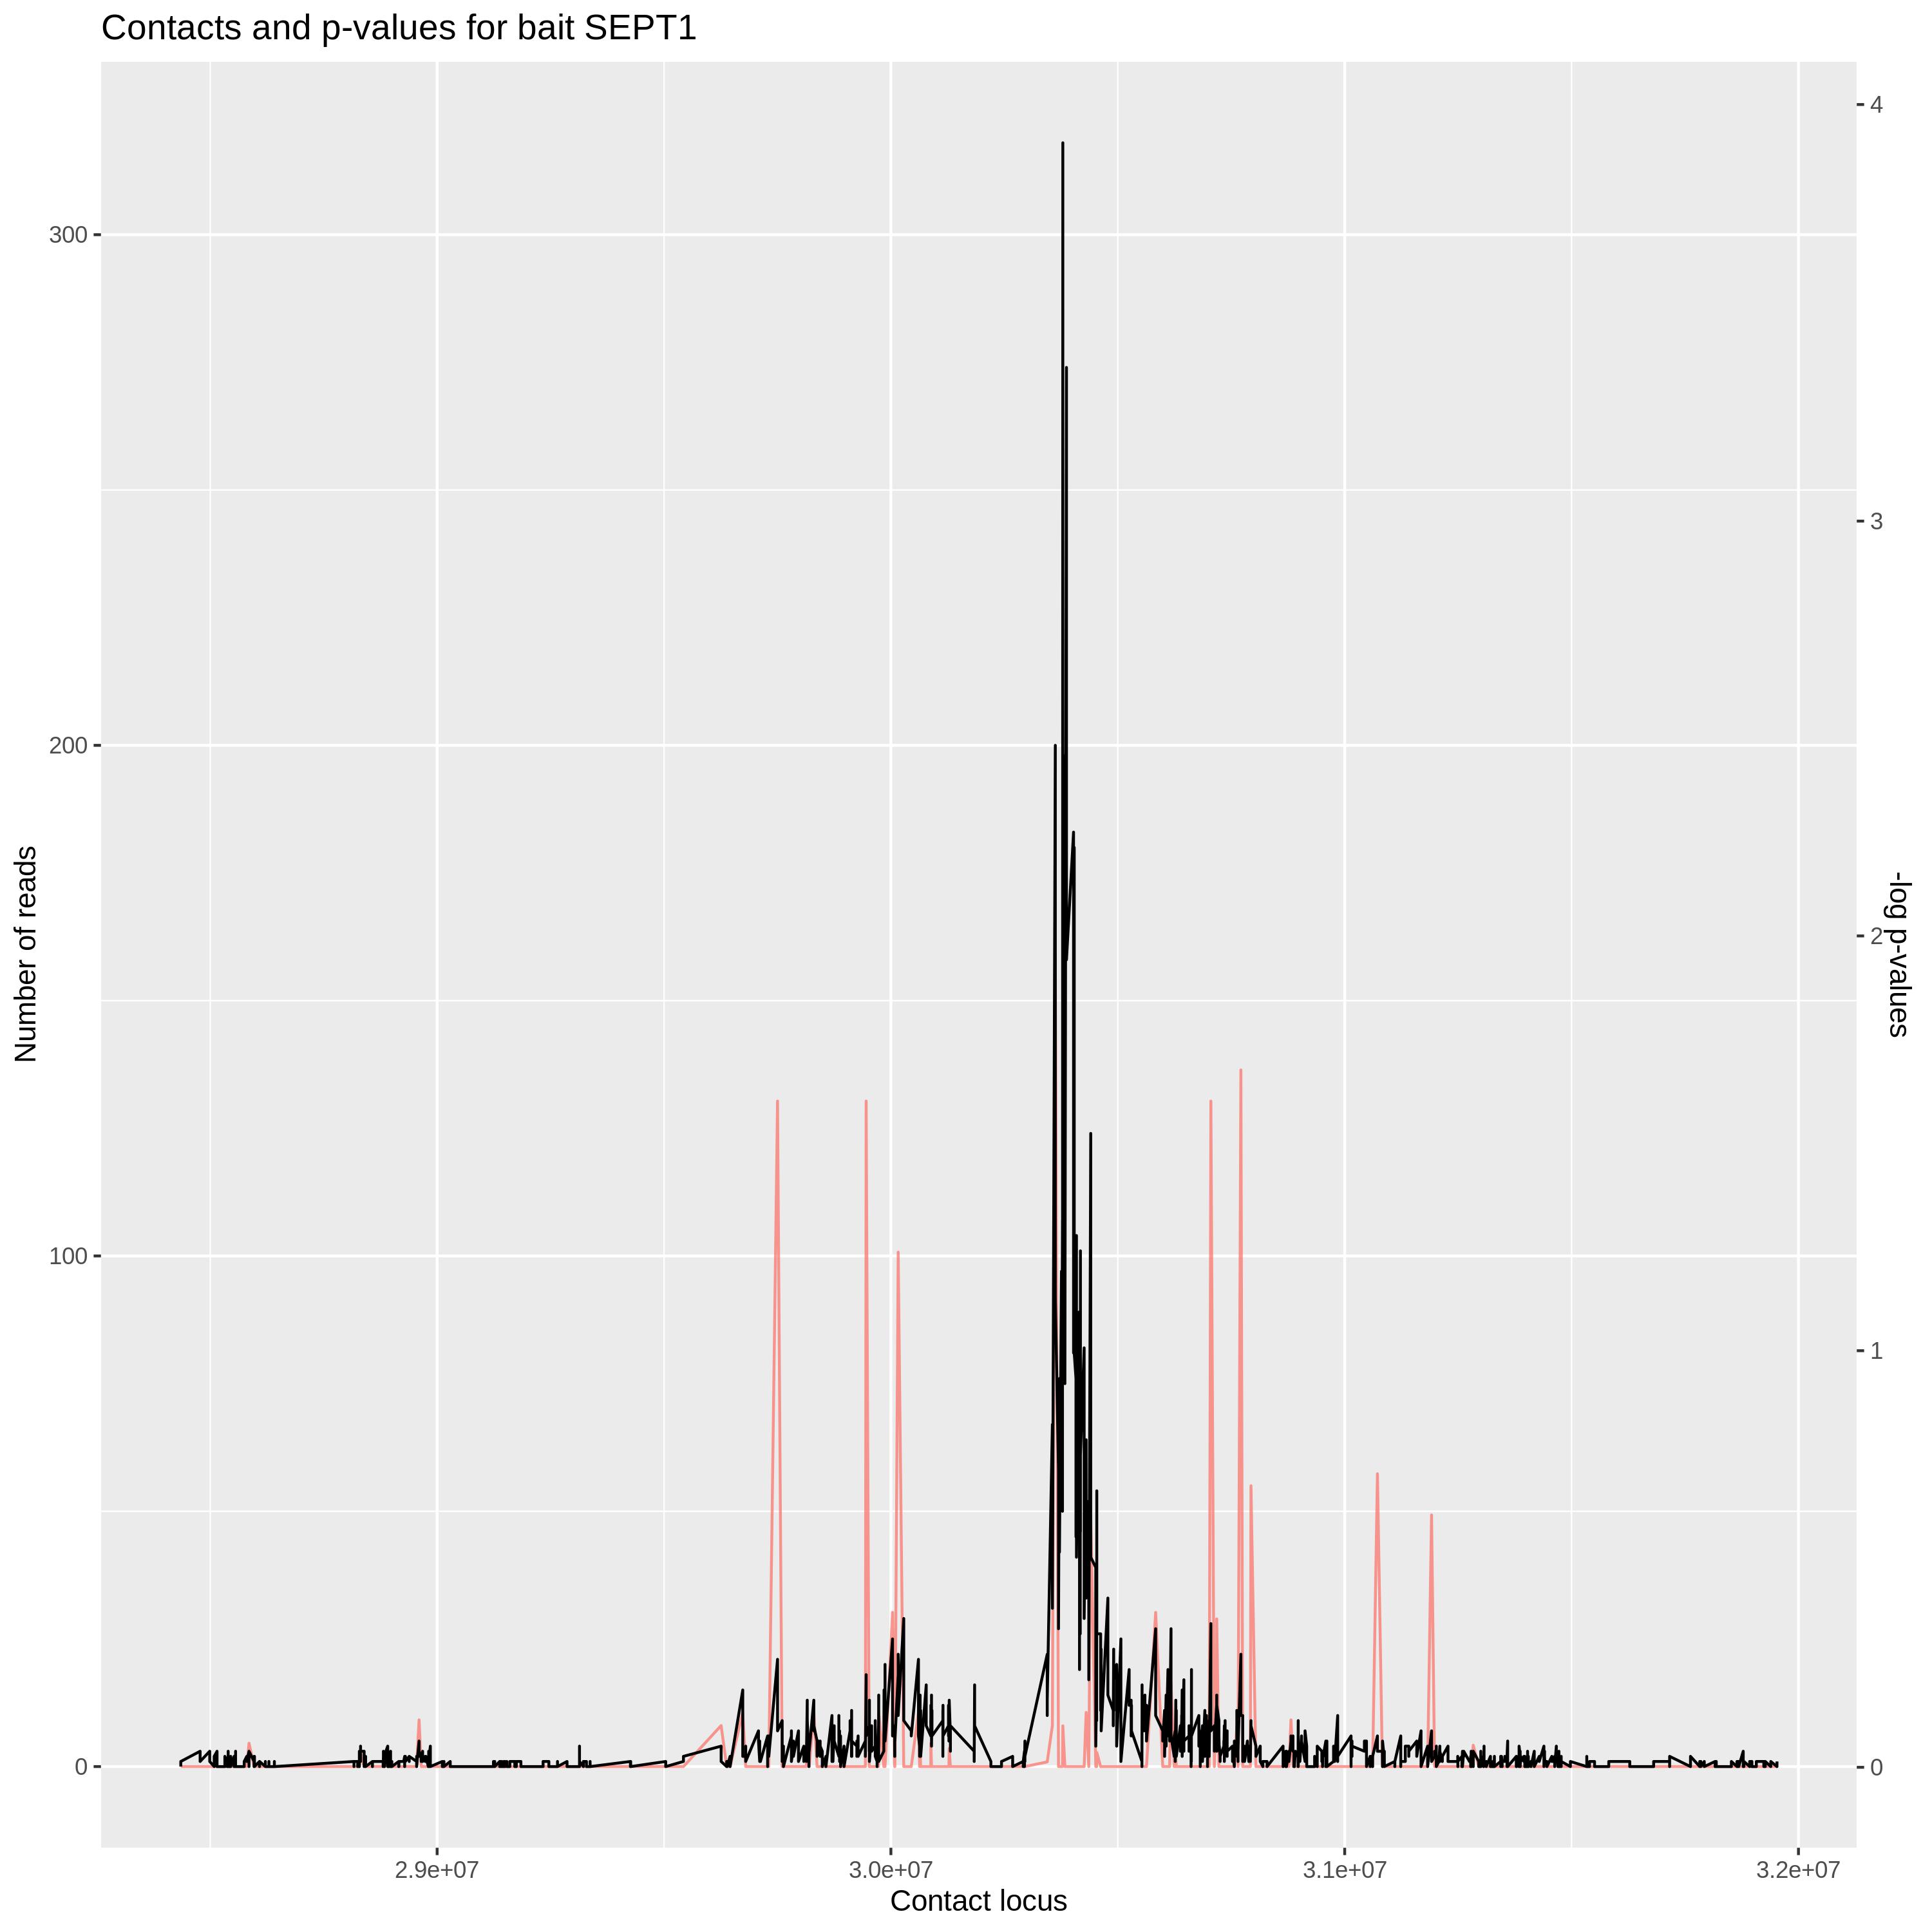 Contacts and p-values for bait SEPT1
Number of reads
300
200
100
0
4
3
2
1
0
-log p-values
2.9e+07
3.0e+07
3.1e+07
3.2e+07
Contact locus